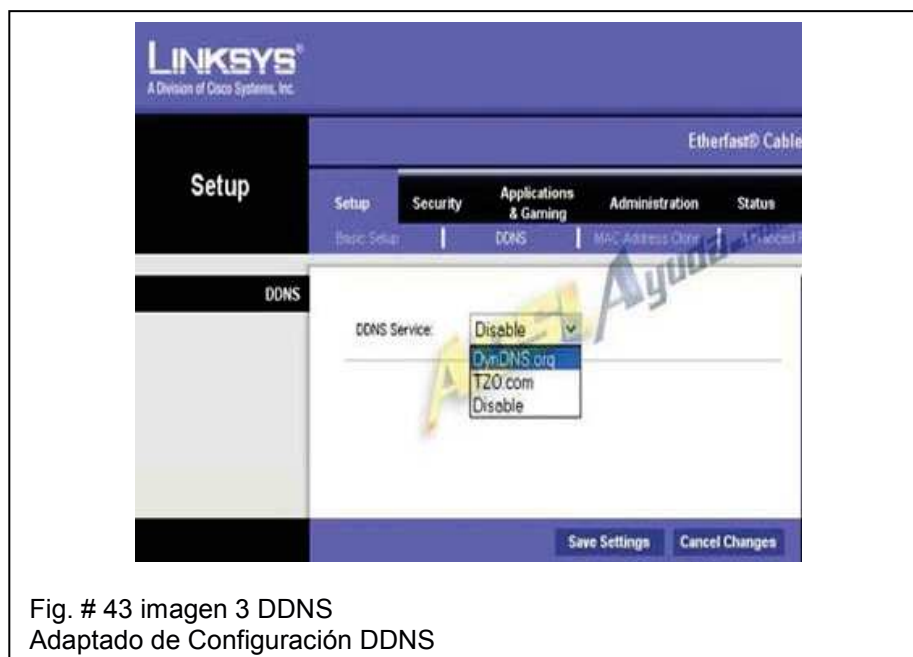 LINKSYS®
A Division of Cisco Systems, Inc.
Etherfast® Cable
Setup
Setup Security Applications & Gaming Administration Status
Basic Setup DDNS MAC Address Clone
DDNS
DDNS Service: Disable
DynDNS.org
TZO.com
Disable
Ayuda
Save Settings Cancel Changes
Fig. # 43 imagen 3 DDNS
Adaptado de Configuración DDNS